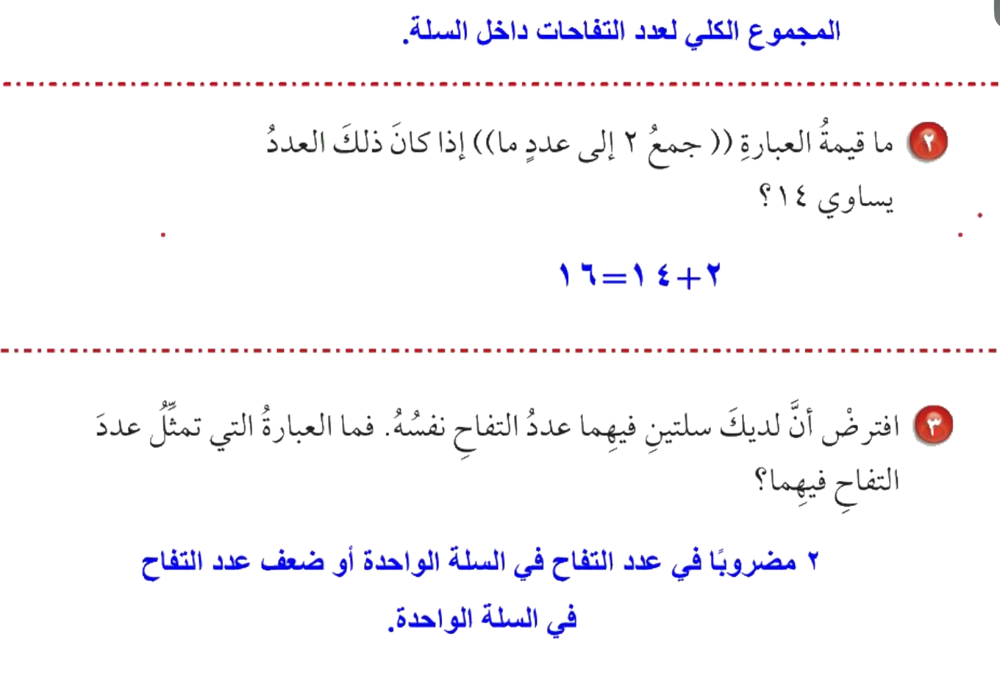 المجموع الكلي لعدد التفاحات داخل السلة.
٢ ما قيمةُ العبارةِ (( جمعُ ٢ إلى عددٍ ما)) إذا كانَ ذلكَ العددُ
يساوي ١٤؟
٢+١٤=١٦
٣ افترضْ أنَّ لديكَ سلتينِ فيهِما عددُ التفاحِ نفسُهُ. فما العبارةُ التي تمثِّلُ عددَ
التفاحِ فيهِما؟
٢ مضروبًا في عدد التفاح في السلة الواحدة أو ضعف عدد التفاح
في السلة الواحدة.